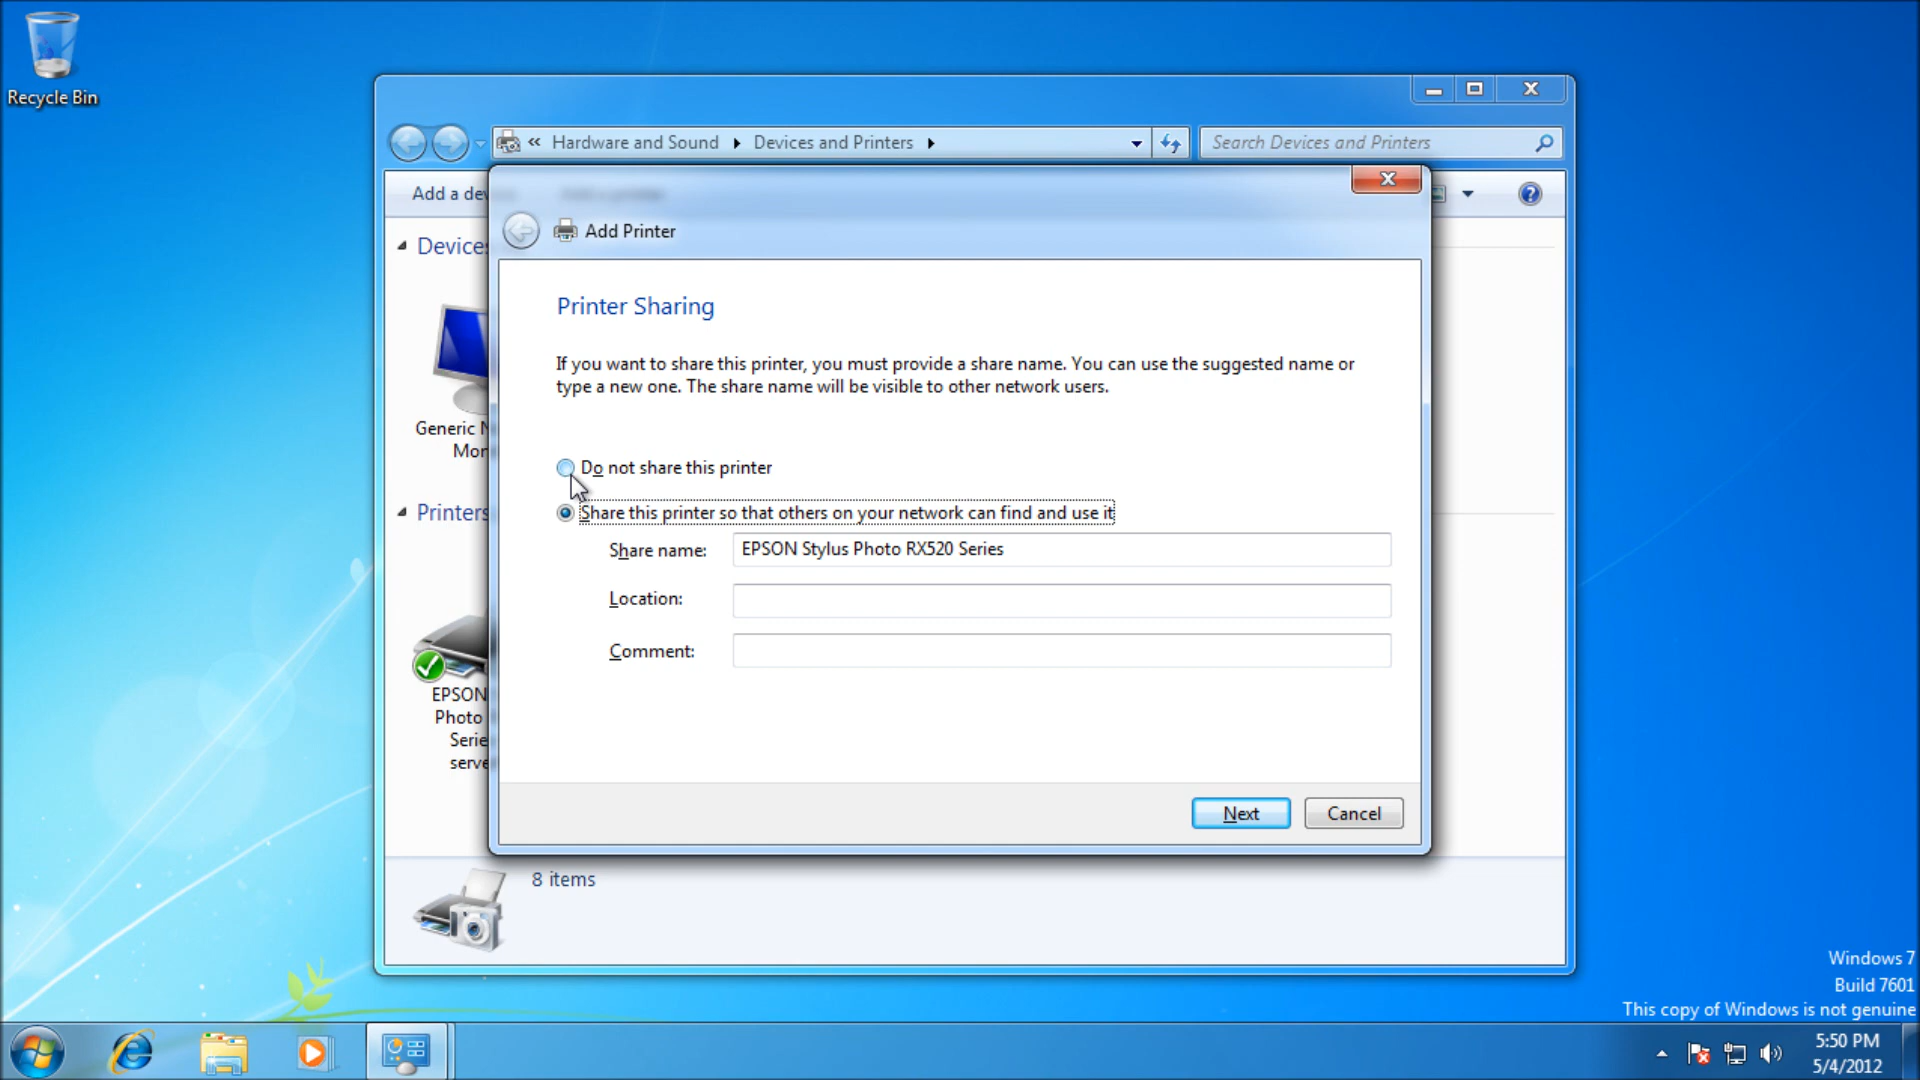 Recycle Bin
« Hardware and Sound Devices and Printers
Search Devices and Printers
Add a dev
Add Printer
Devices
Printer Sharing
If you want to share this printer, you must provide a share name. You can use the suggested name or
type a new one. The share name will be visible to other network users.
Generic N
Mon
Do not share this printer
Printers
Share this printer so that others on your network can find and use it
Share name: EPSON Stylus Photo RX520 Series
Location:
Comment:
EPSON
Photo
Serie
serve
Next
Cancel
8 items
Windows 7
Build 7601
This copy of Windows is not genuine
5:50 PM
5/4/2012